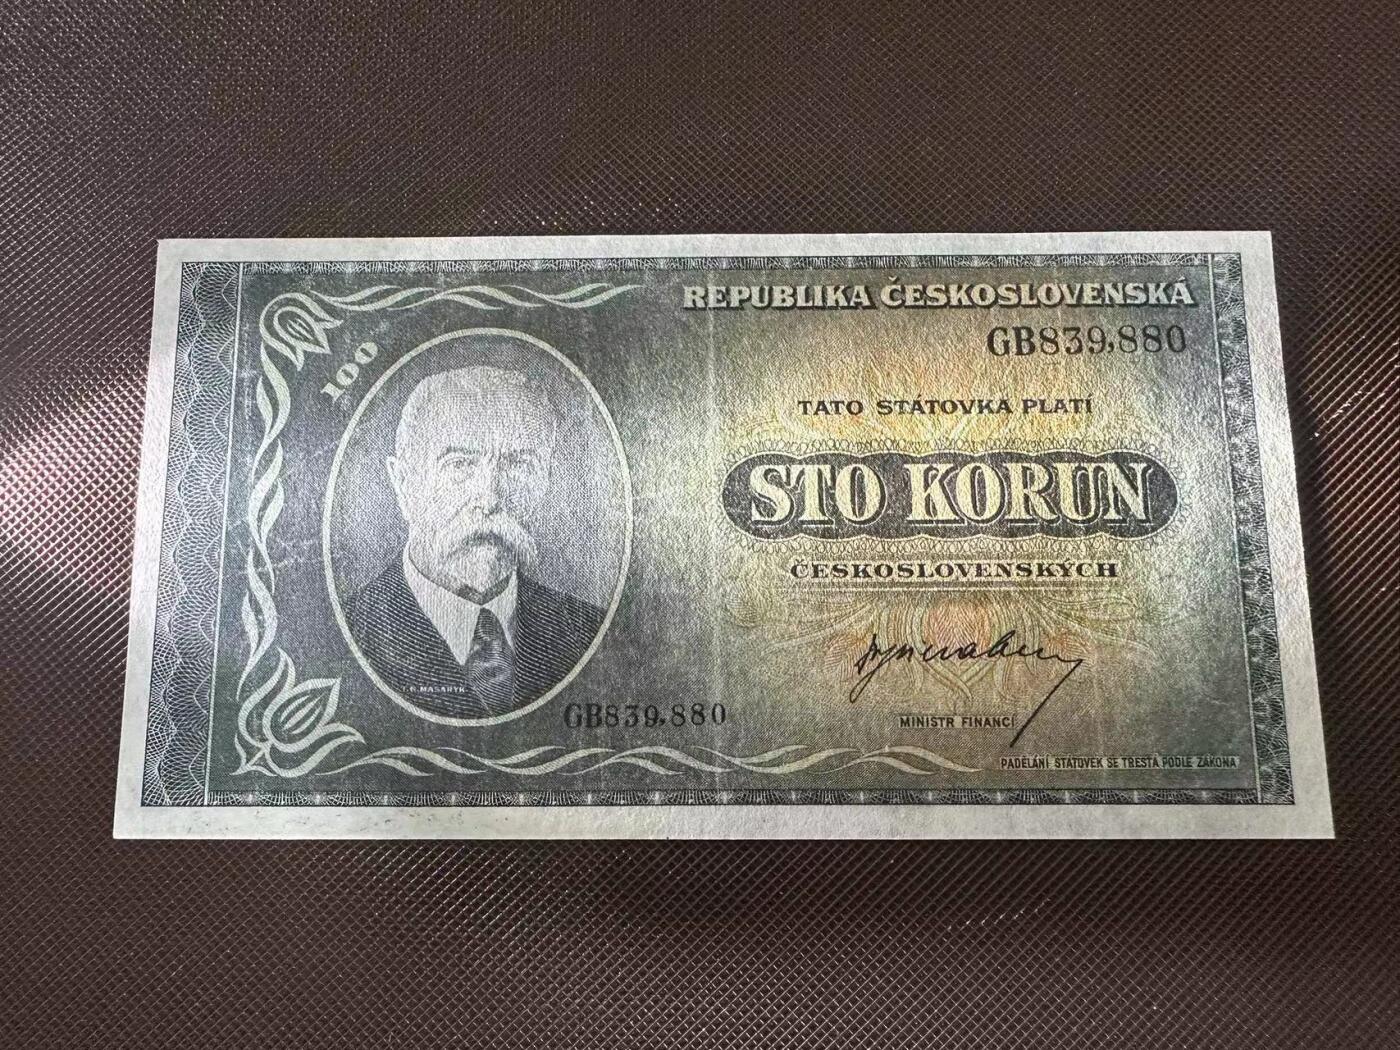 REPUBLIKA ČESKOSLOVENSKÁ
GB839,880
100
TATO STÁTOVKA PLATÍ
STO KORUN
ČESKOSLOVENSKÝCH
T. G. MASARYK
GB839,880
MINISTR FINANCÍ
PADĚLÁNÍ STÁTOVEK SE TRESTÁ PODLE ZÁKONA